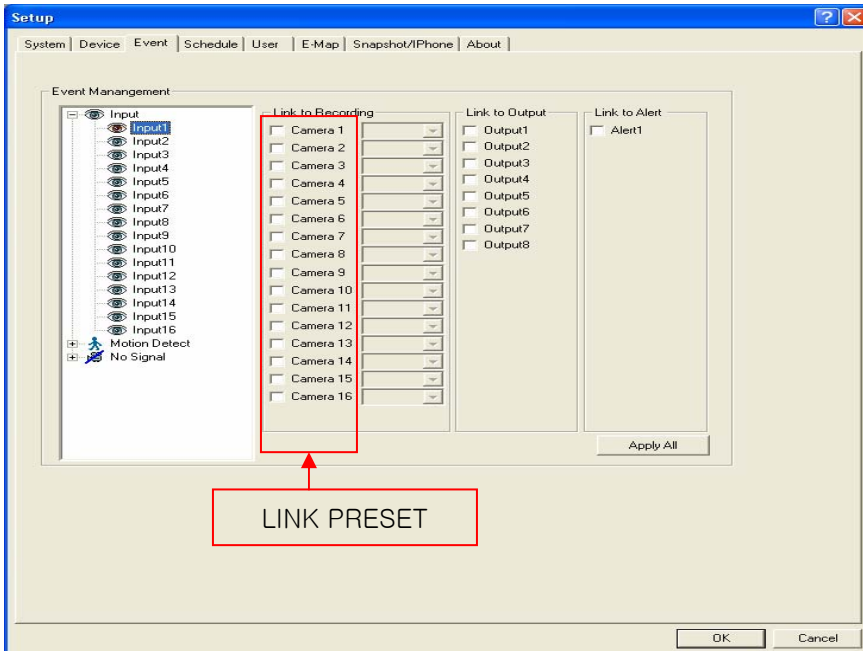 Setup
System Device Event Schedule User E-Map Snapshot/IPhone About
Event Manangement
Input
Input1
Input2
Input3
Input4
Input5
Input6
Input7
Input8
Input9
Input10
Input11
Input12
Input13
Input14
Input15
Input16
Motion Detect
No Signal
Link to Recording
Camera 1
Camera 2
Camera 3
Camera 4
Camera 5
Camera 6
Camera 7
Camera 8
Camera 9
Camera 10
Camera 11
Camera 12
Camera 13
Camera 14
Camera 15
Camera 16
Link to Output
Output1
Output2
Output3
Output4
Output5
Output6
Output7
Output8
Link to Alert
Alert1
Apply All
LINK PRESET
OK Cancel